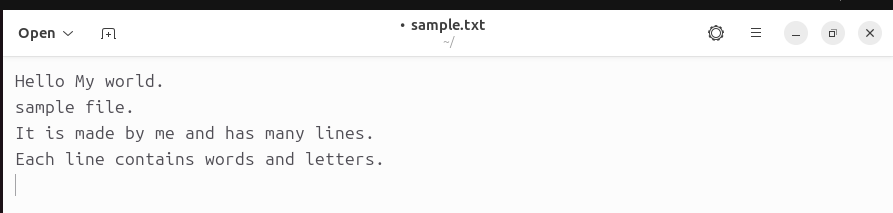 Open
• sample.txt
~/
Hello My world.
sample file.
It is made by me and has many lines.
Each line contains words and letters.